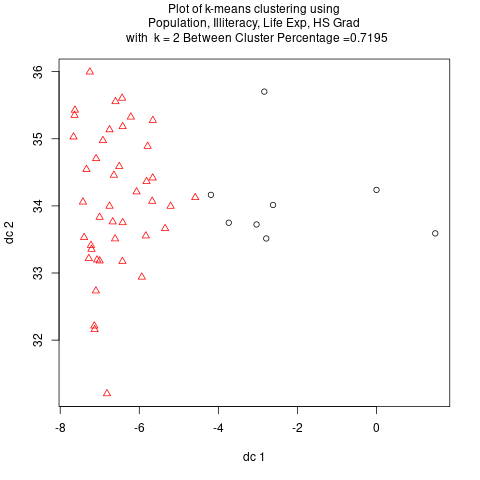 Plot of k-means clustering using
Population, Illiteracy, Life Exp, HS Grad
with k = 2 Between Cluster Percentage =0.7195
36
35
34
33
32
dc 2
-8 -6 -4 -2 0
dc 1